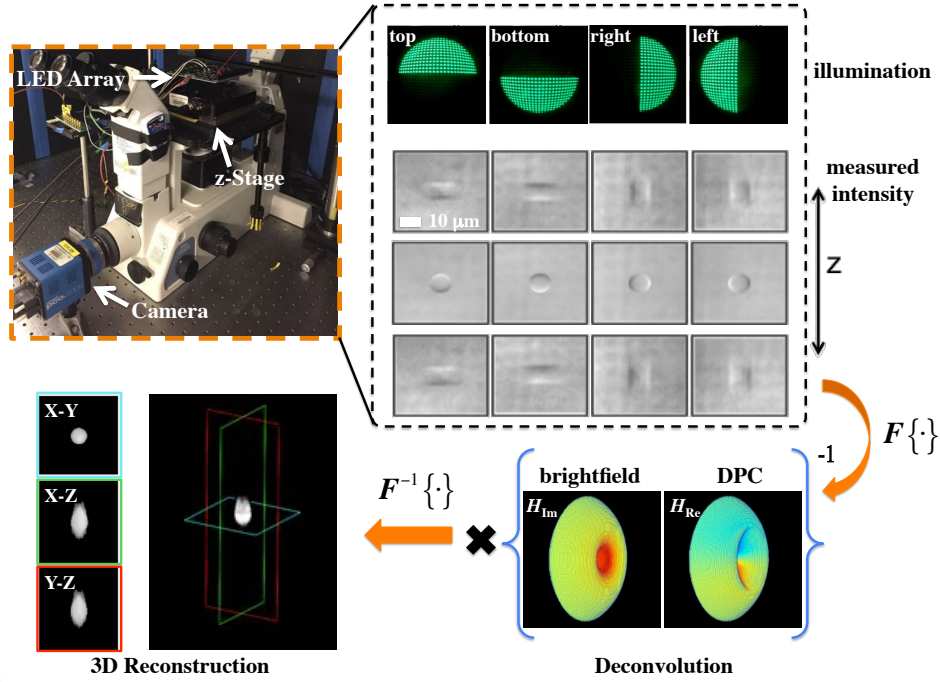 top
bottom
right
left
illumination
LED Array
z-Stage
Camera
measured
intensity
10 μm
Z
F{·}
-1
brightfield
DPC
H_Im
H_Re
F⁻¹{·}
X-Y
X-Z
Y-Z
3D Reconstruction
Deconvolution